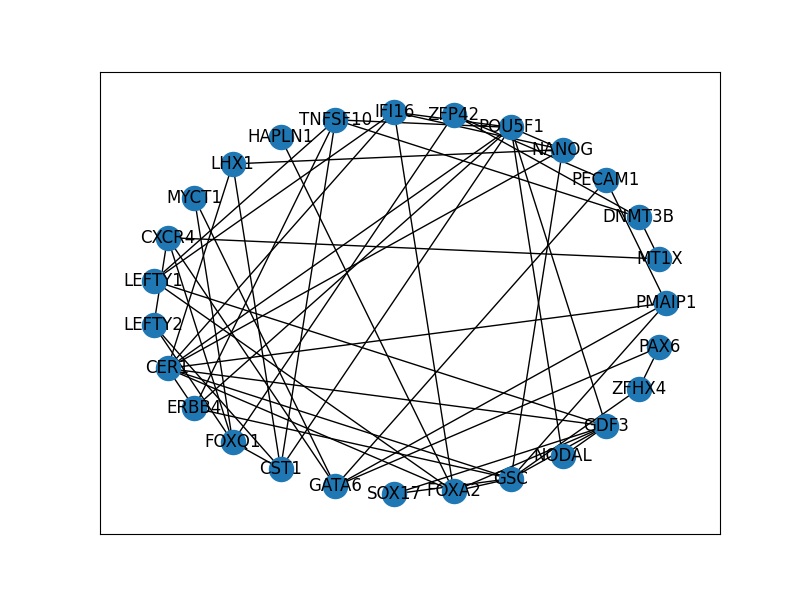 IFI16
ZFP42
TNFSF10
POU5F1
HAPLN1
NANOG
LHX1
PECAM1
MYCT1
DNMT3B
CXCR4
MT1X
LEFTY1
PMAIP1
LEFTY2
PAX6
CER1
ZFHX4
ERBB4
GDF3
FOXQ1
NODAL
CST1
GSC
GATA6
SOX17
FOXA2